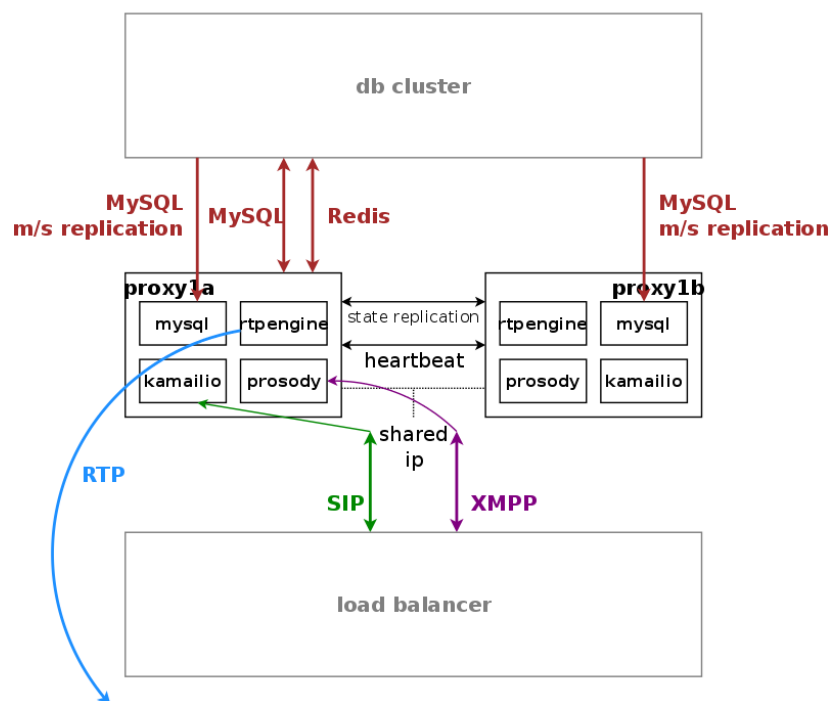 db cluster
MySQL
m/s replication
MySQL
Redis
MySQL
m/s replication
proxy1a
proxy1b
mysql
rtpengine
state replication
rtpengine
mysql
heartbeat
kamailio
prosody
prosody
kamailio
shared
ip
RTP
SIP
XMPP
load balancer